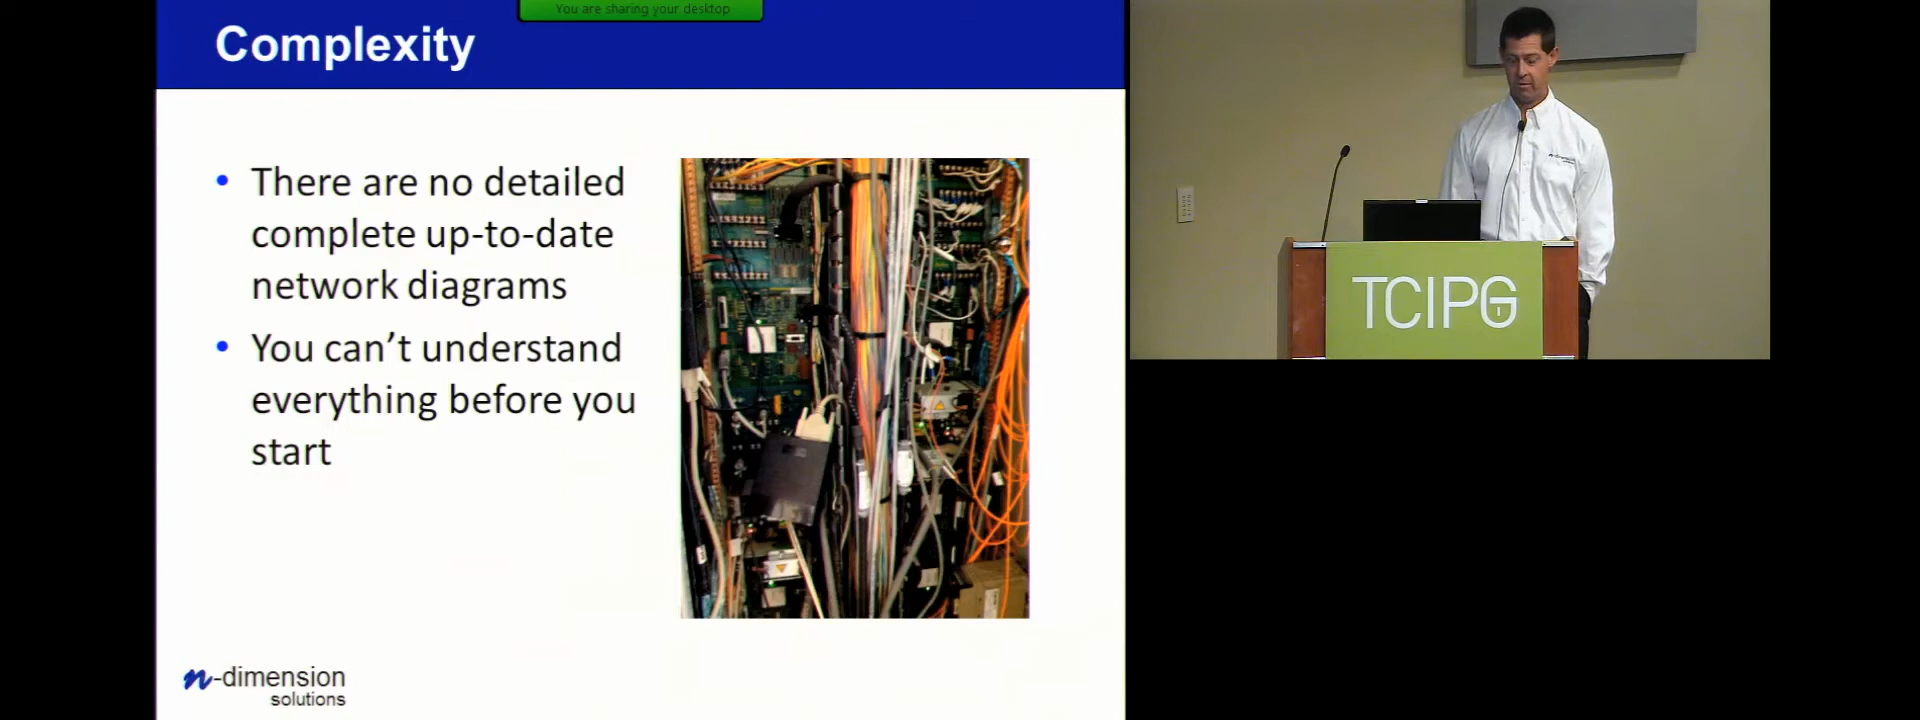 You are sharing your desktop
Complexity
• There are no detailed
complete up-to-date
network diagrams
• You can't understand
everything before you
start
n-dimension
solutions
TCIPG